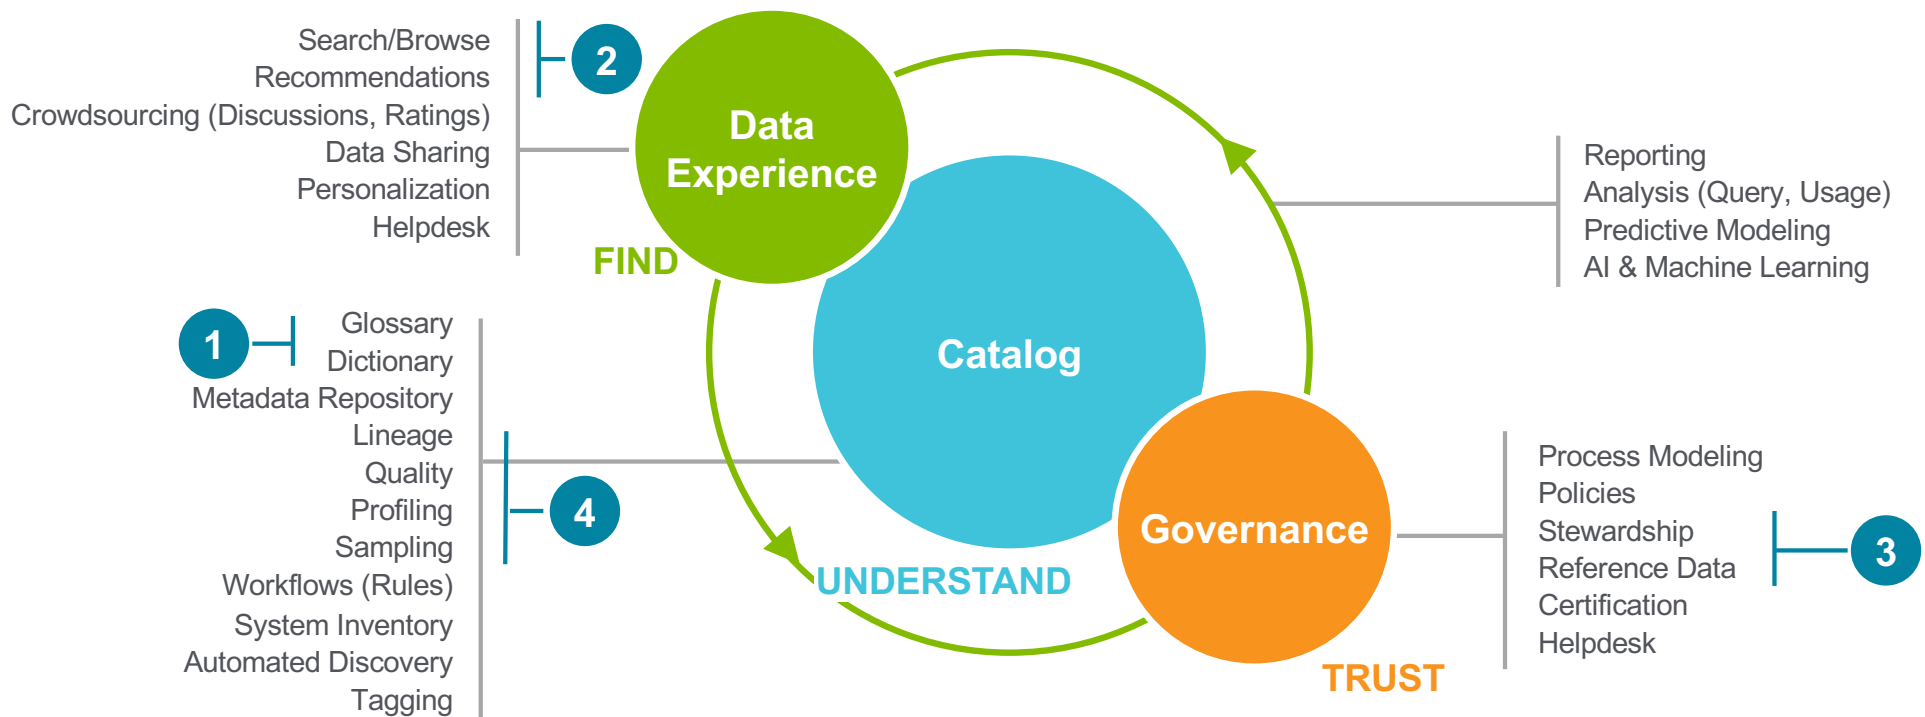 Search/Browse
Recommendations
Crowdsourcing (Discussions, Ratings)
Data Sharing
Personalization
Helpdesk
2
Data
Experience
FIND
Reporting
Analysis (Query, Usage)
Predictive Modeling
AI & Machine Learning
1
Glossary
Dictionary
Metadata Repository
Lineage
Quality
Profiling
Sampling
Workflows (Rules)
System Inventory
Automated Discovery
Tagging
4
Catalog
UNDERSTAND
Governance
TRUST
Process Modeling
Policies
Stewardship
Reference Data
Certification
Helpdesk
3